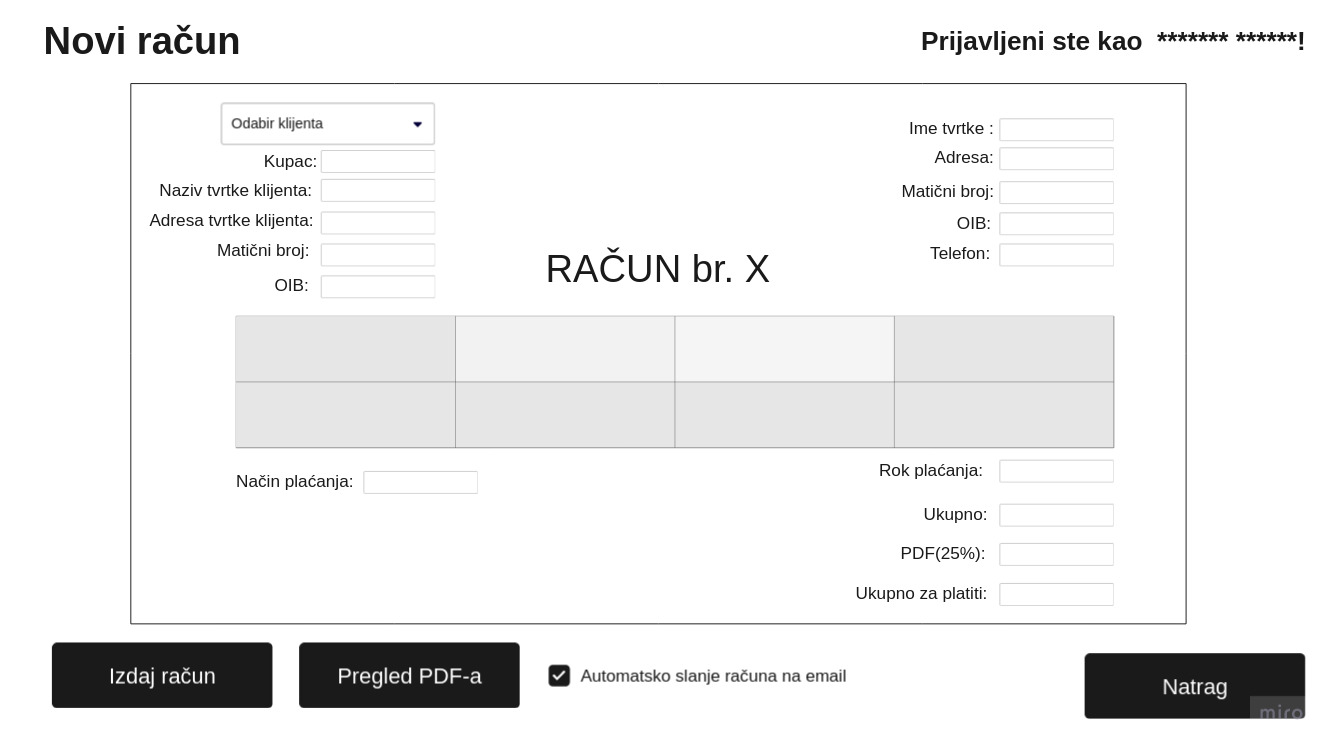 Novi račun
Prijavljeni ste kao ******* ******!
Odabir klijenta
Kupac:
Naziv tvrtke klijenta:
Adresa tvrtke klijenta:
Matični broj:
OIB:
Ime tvrtke :
Adresa:
Matični broj:
OIB:
Telefon:
RAČUN br. X
Način plaćanja:
Rok plaćanja:
Ukupno:
PDF(25%):
Ukupno za platiti:
Izdaj račun
Pregled PDF-a
Automatsko slanje računa na email
Natrag
miro